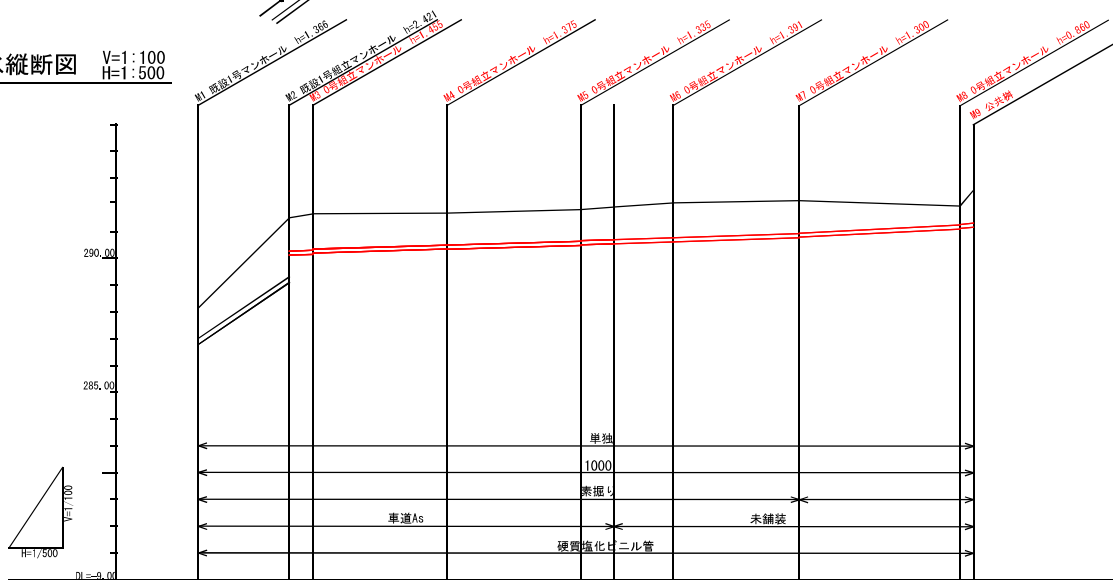 縦断図
V=1:100
H=1:500
M1 既設1号マンホール h=1.366
M2 既設1号組立マンホール h=2.421
M3 0号組立マンホール h=1.455
M4 0号組立マンホール h=1.375
M5 0号組立マンホール h=1.335
M6 0号組立マンホール h=1.391
M7 0号組立マンホール h=1.300
M8 0号組立マンホール h=0.860
M9 公共桝
290.00
285.00
単独
1000
素掘り
車道As
未舗装
硬質塩化ビニル管
V=1/100
H=1/500
DL=-9.00